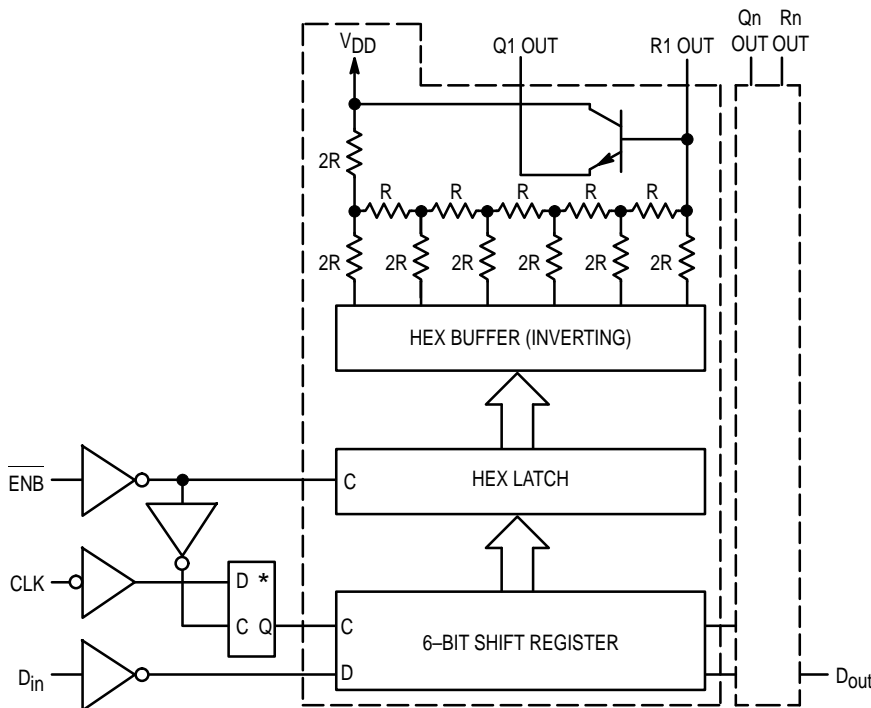 Qn OUT
Rn OUT
VDD
Q1 OUT
R1 OUT
2R
R
R
R
R
R
2R
2R
2R
2R
2R
2R
HEX BUFFER (INVERTING)
ENB
C
HEX LATCH
CLK
D *
C Q
C
6–BIT SHIFT REGISTER
Din
D
Dout